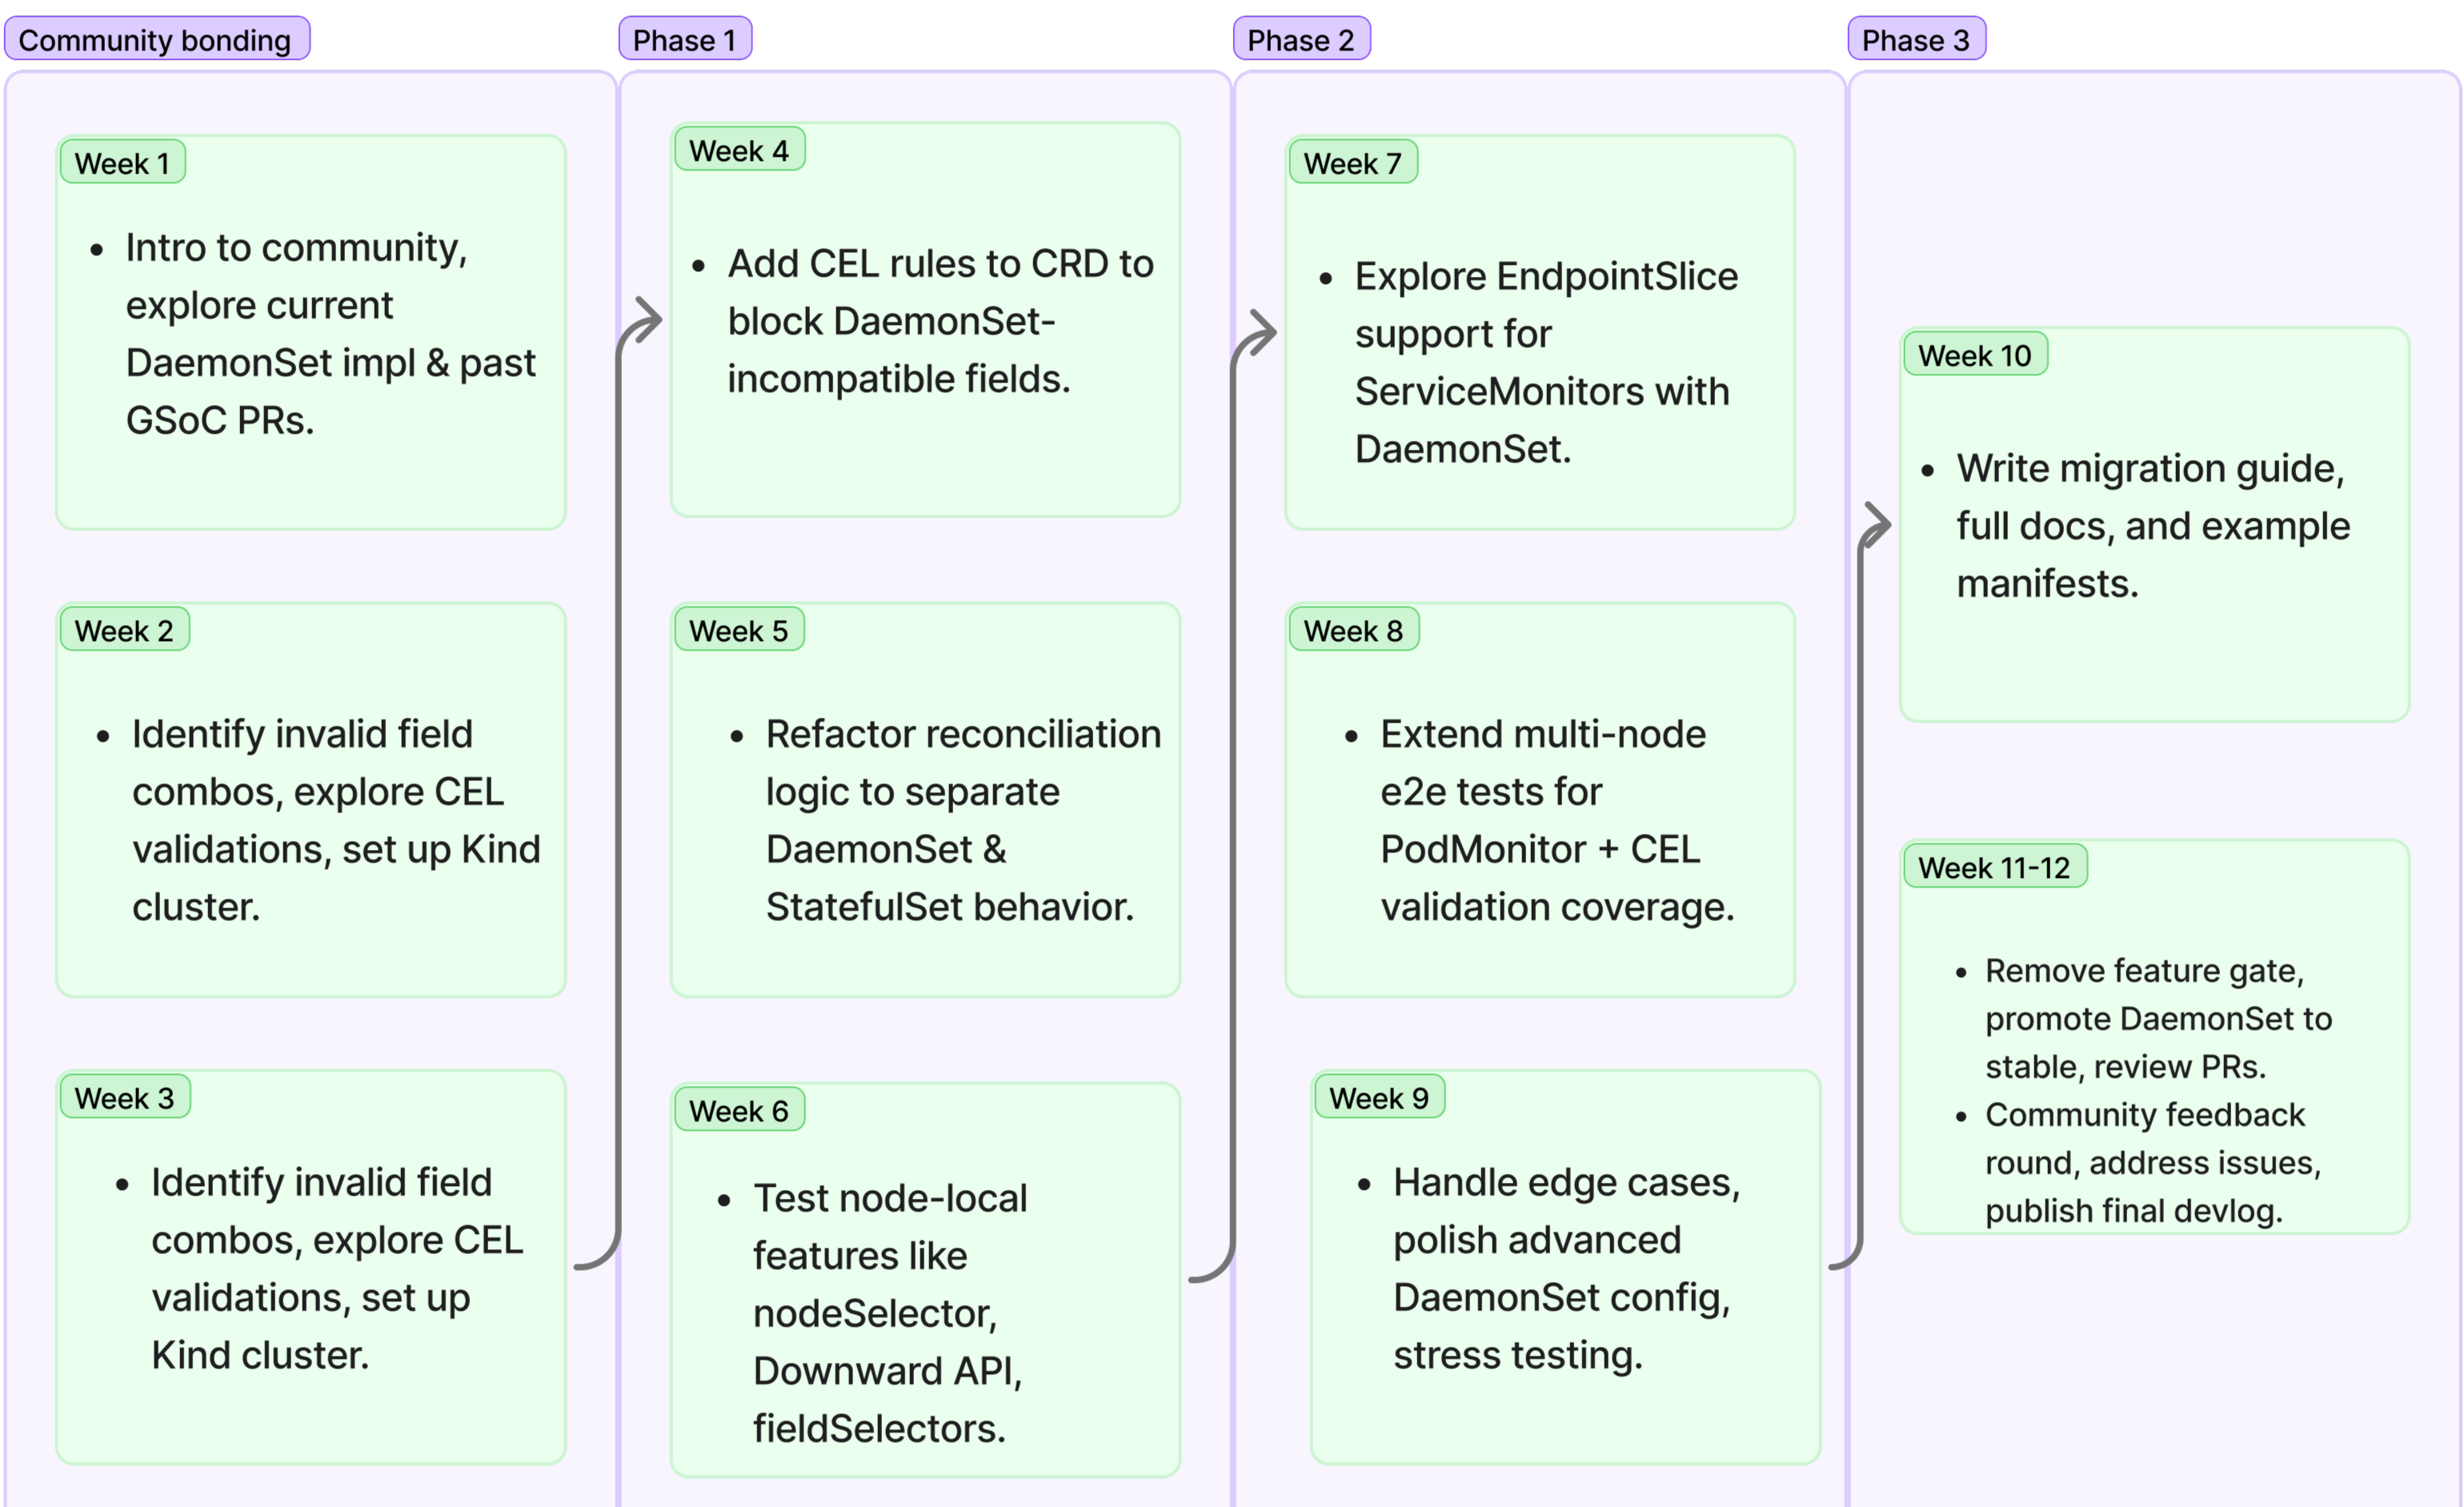 Community bonding
Week 1
• Intro to community,
explore current
DaemonSet impl & past
GSoC PRs.
Week 2
• Identify invalid field
combos, explore CEL
validations, set up Kind
cluster.
Week 3
• Identify invalid field
combos, explore CEL
validations, set up
Kind cluster.
Phase 1
Week 4
• Add CEL rules to CRD to
block DaemonSet-
incompatible fields.
Week 5
• Refactor reconciliation
logic to separate
DaemonSet &
StatefulSet behavior.
Week 6
• Test node-local
features like
nodeSelector,
Downward API,
fieldSelectors.
Phase 2
Week 7
• Explore EndpointSlice
support for
ServiceMonitors with
DaemonSet.
Week 8
• Extend multi-node
e2e tests for
PodMonitor + CEL
validation coverage.
Week 9
• Handle edge cases,
polish advanced
DaemonSet config,
stress testing.
Phase 3
Week 10
• Write migration guide,
full docs, and example
manifests.
Week 11-12
• Remove feature gate,
promote DaemonSet to
stable, review PRs.
• Community feedback
round, address issues,
publish final devlog.